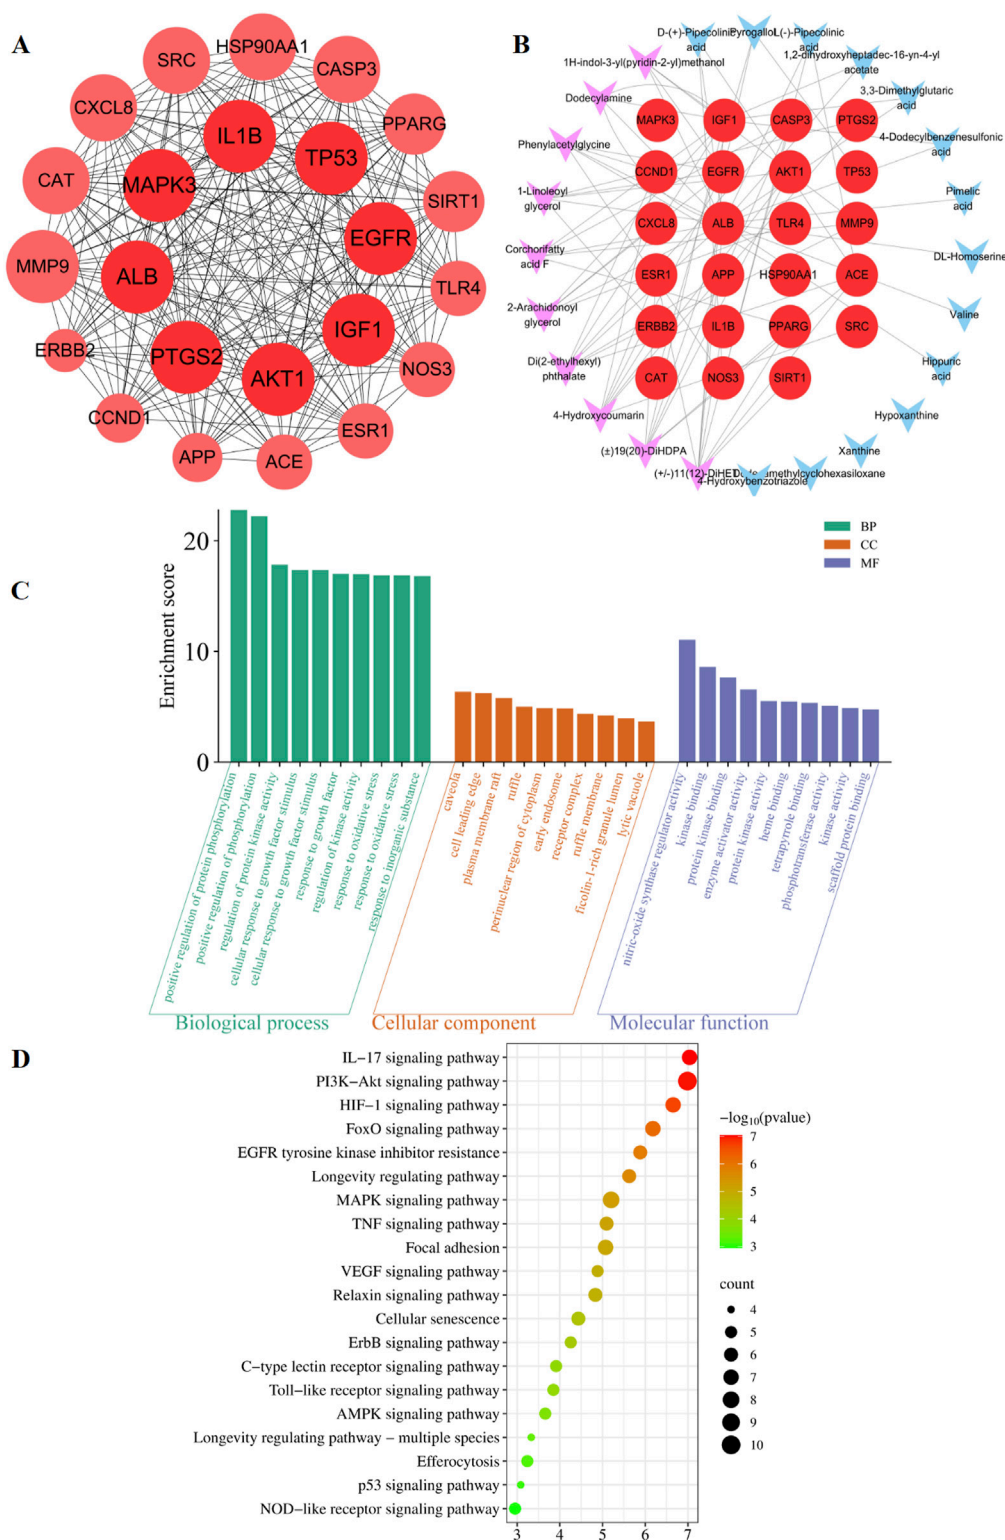 A
HSP90AA1
SRC
CASP3
CXCL8
PPARG
IL1B
TP53
CAT
MAPK3
SIRT1
EGFR
MMP9
ALB
TLR4
IGF1
ERBB2
PTGS2
NOS3
AKT1
CCND1
ESR1
APP
ACE
B
D-(+)-Pipecolinic
acid
Pyrogallol
L(-)-Pipecolinic
acid
1,2-dihydroxyheptadec-16-yn-4-yl
acetate
1H-indol-3-yl(pyridin-2-yl)methanol
3,3-Dimethylglutaric
acid
Dodecylamine
4-Dodecylbenzenesulfonic
acid
Phenylacetylglycine
Pimelic
acid
1-Linoleoyl
glycerol
DL-Homoserine
Corchorifatty
acid F
Valine
2-Arachidonoyl
glycerol
Hippuric
acid
Di(2-ethylhexyl)
phthalate
Hypoxanthine
4-Hydroxycoumarin
Xanthine
(±)19(20)-DiHDPA
(+/-)11(12)-DiHET
4-Hydroxybenzotriazole
MAPK3 IGF1 CASP3 PTGS2
CCND1 EGFR AKT1 TP53
CXCL8 ALB TLR4 MMP9
ESR1 APP HSP90AA1 ACE
ERBB2 IL1B PPARG SRC
CAT NOS3 SIRT1
C
Enrichment score
20
10
0
BP
CC
MF
positive regulation of protein phosphorylation
positive regulation of phosphorylation
regulation of protein kinase activity
cellular response to growth factor stimulus
cellular response to growth factor stimulus
response to growth factor
regulation of kinase activity
response to oxidative stress
response to oxidative stress
response to inorganic substance
caveola
cell leading edge
plasma membrane raft
ruffle
perinuclear region of cytoplasm
early endosome
receptor complex
ruffle membrane
ficolin-1-rich granule lumen
lytic vacuole
nitric-oxide synthase regulator activity
kinase binding
protein kinase binding
enzyme activator activity
protein kinase activity
heme binding
tetrapyrrole binding
phosphotransferase activity
kinase activity
scaffold protein binding
Biological process
Cellular component
Molecular function
D
IL−17 signaling pathway
PI3K−Akt signaling pathway
HIF−1 signaling pathway
FoxO signaling pathway
EGFR tyrosine kinase inhibitor resistance
Longevity regulating pathway
MAPK signaling pathway
TNF signaling pathway
Focal adhesion
VEGF signaling pathway
Relaxin signaling pathway
Cellular senescence
ErbB signaling pathway
C−type lectin receptor signaling pathway
Toll−like receptor signaling pathway
AMPK signaling pathway
Longevity regulating pathway − multiple species
Efferocytosis
p53 signaling pathway
NOD−like receptor signaling pathway
3 4 5 6 7
−log10(pvalue)
7
6
5
4
3
count
4
5
6
7
8
9
10